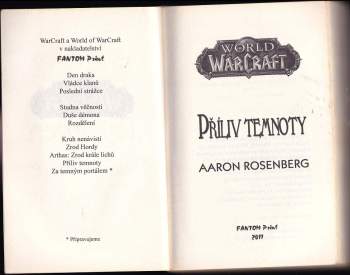 WarCraft a World of WarCraft
v nakladatelství
FANTOM Print
Den draka
Vládce klanů
Poslední strážce
Studna věčnosti
Duše démona
Rozdělení
Kruh nenávisti
Zrod Hordy
Arthas: Zrod krále lichů
Příliv temnoty
Za temným portálem *
* Připravujeme
WORLD
OF
WARCRAFT
PŘÍLIV TEMNOTY
AARON ROSENBERG
FANTOM Print
2011